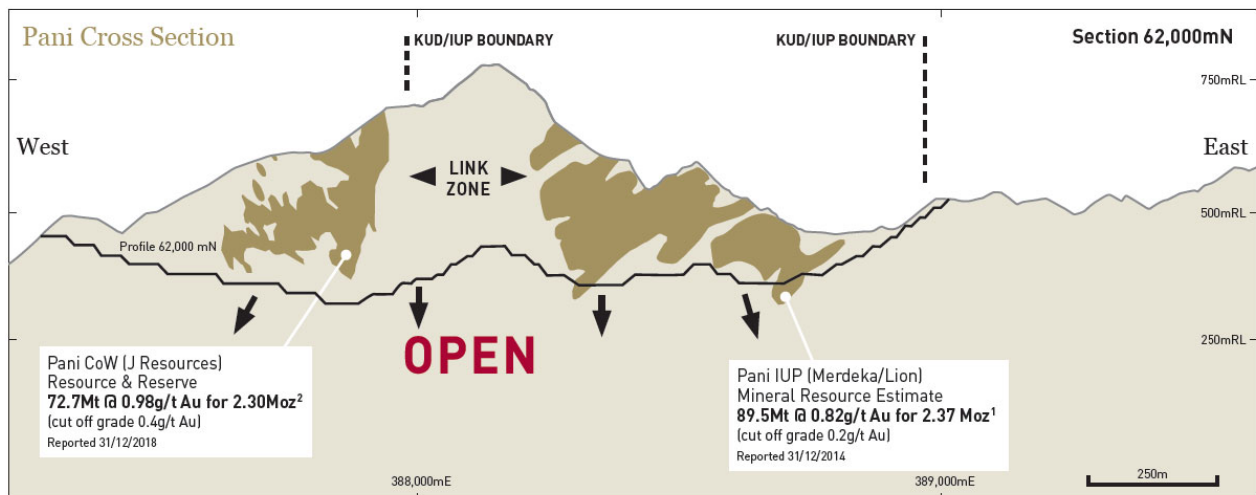 Pani Cross Section
KUD/IUP BOUNDARY
KUD/IUP BOUNDARY
Section 62,000mN
750mRL
West
East
LINK
ZONE
500mRL
Profile 62,000 mN
OPEN
250mRL
Pani CoW (J Resources)
Resource & Reserve
72.7Mt @ 0.98g/t Au for 2.30Moz²
(cut off grade 0.4g/t Au)
Reported 31/12/2018
Pani IUP (Merdeka/Lion)
Mineral Resource Estimate
89.5Mt @ 0.82g/t Au for 2.37 Moz¹
(cut off grade 0.2g/t Au)
Reported 31/12/2014
388,000mE
389,000mE
250m